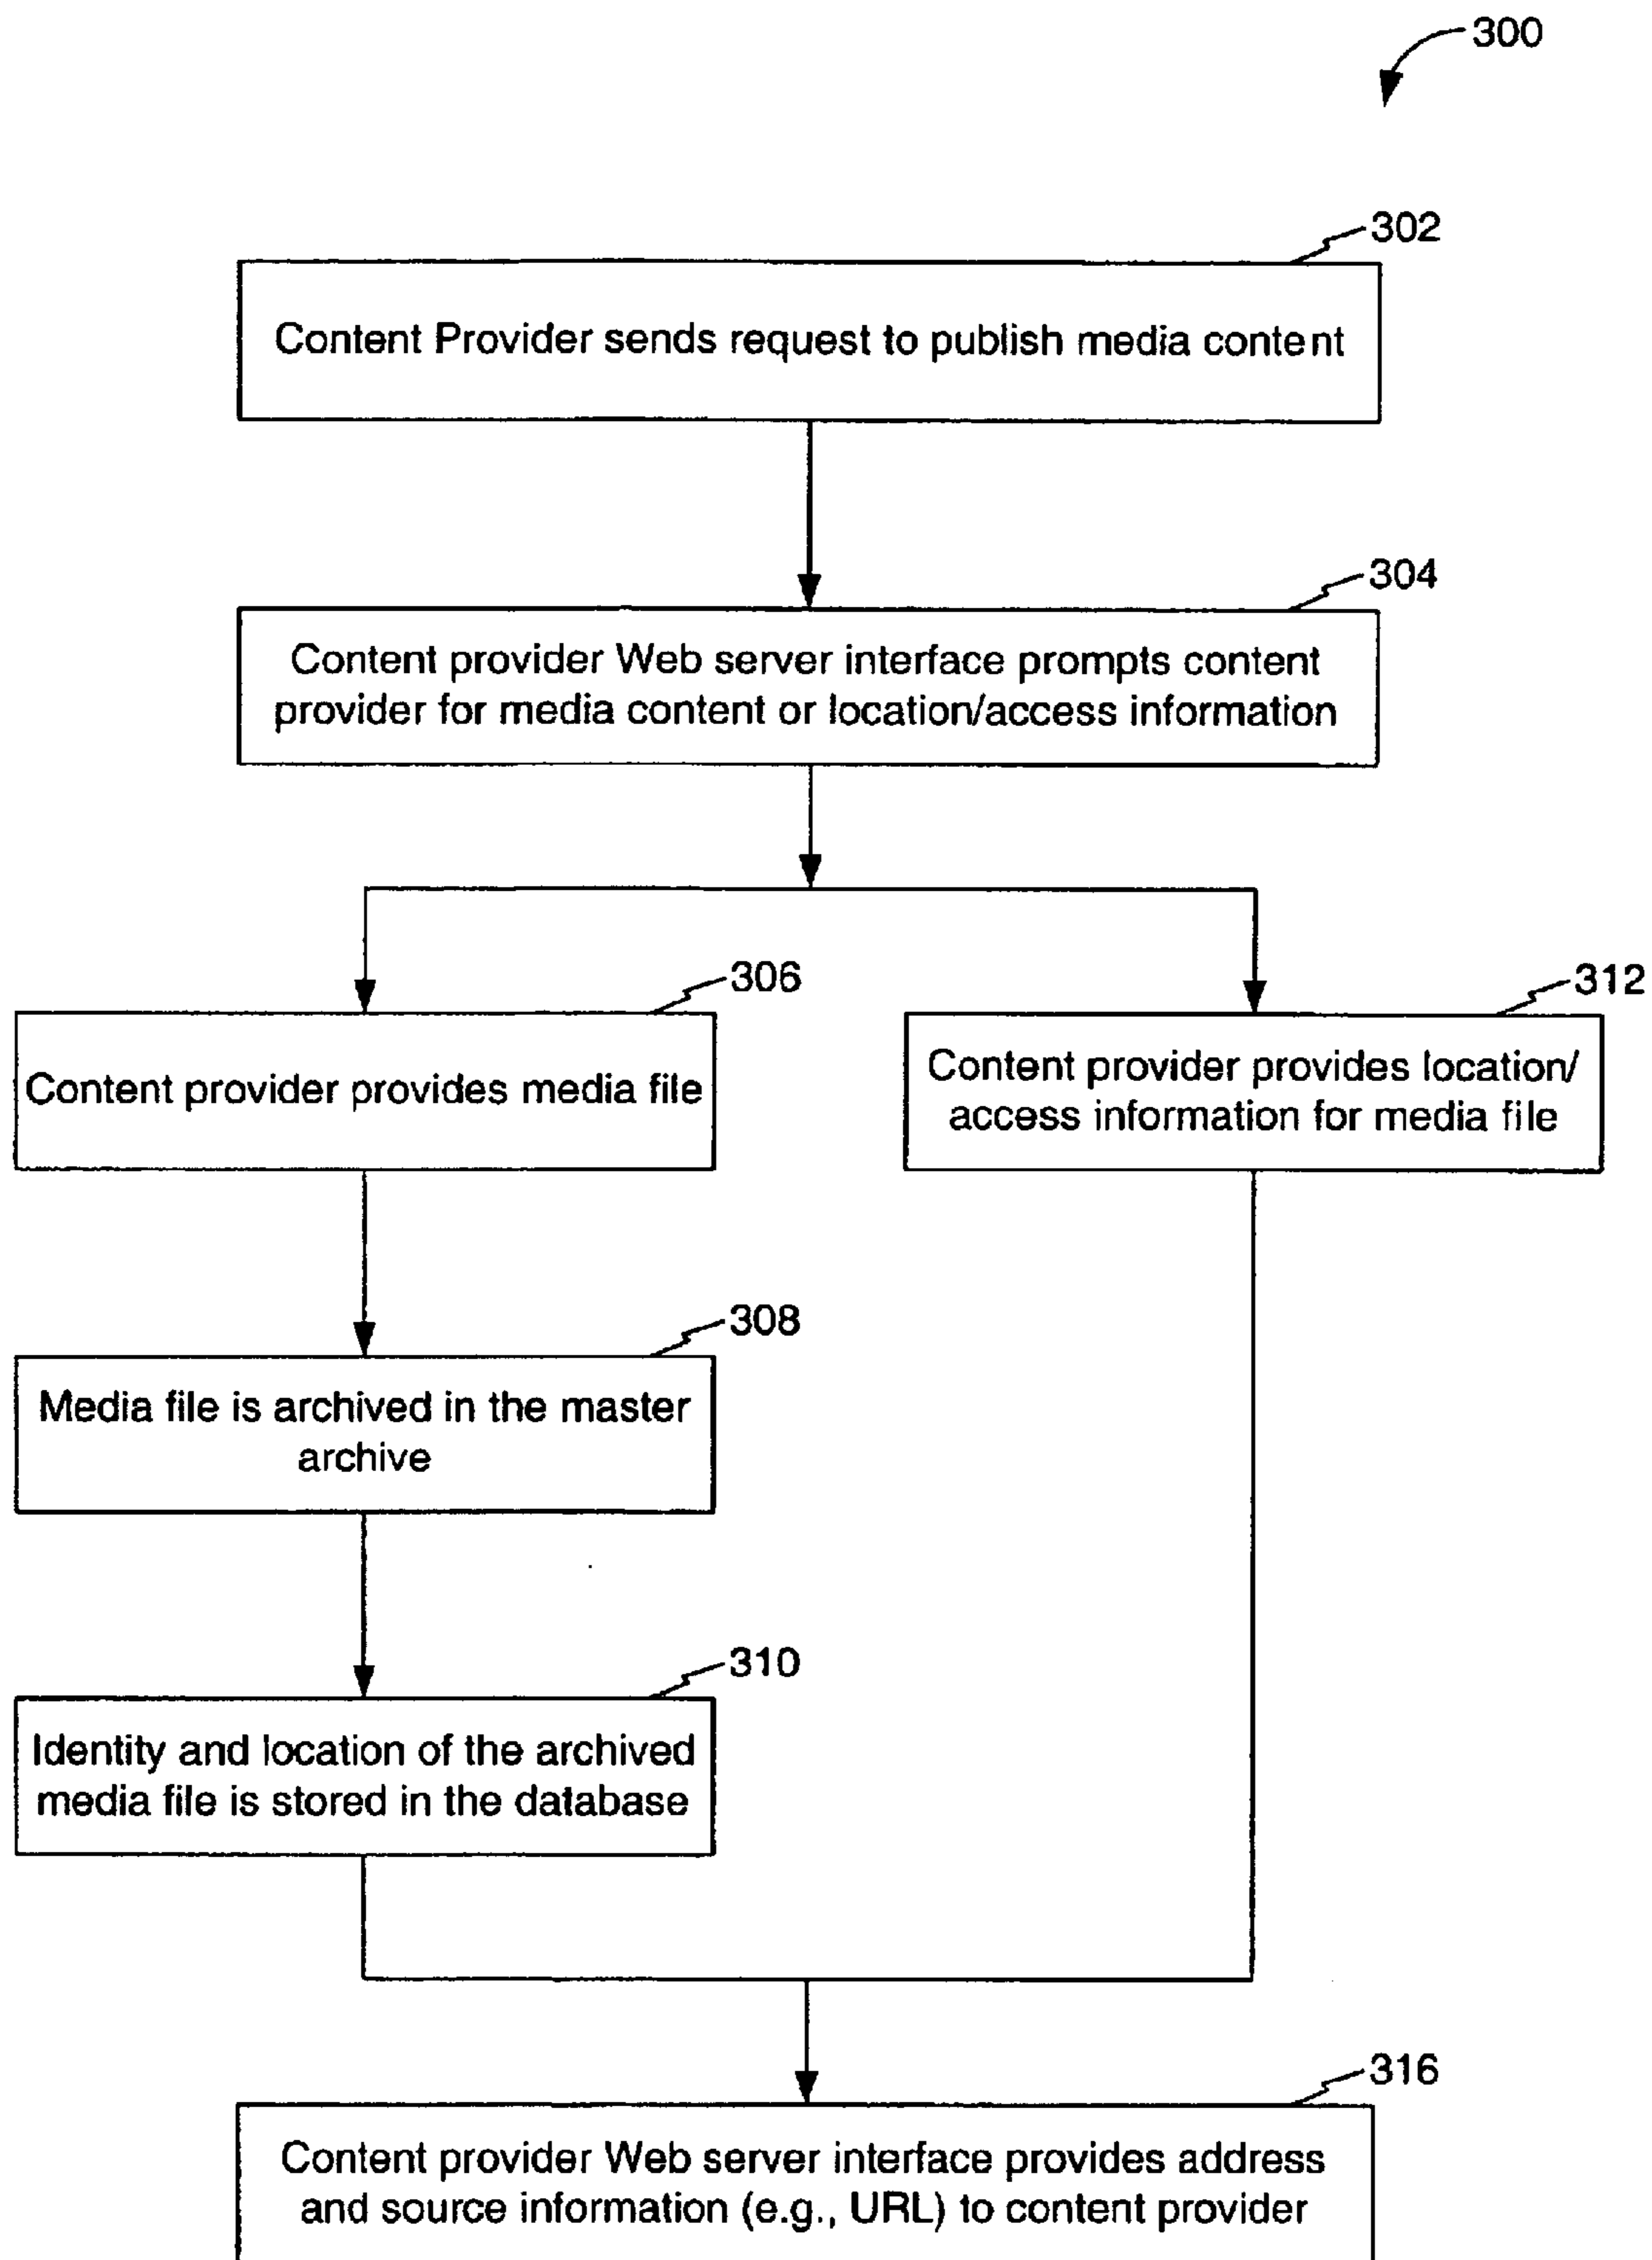 300
302
Content Provider sends request to publish media content
304
Content provider Web server interface prompts content
provider for media content or location/access information
306
Content provider provides media file
312
Content provider provides location/
access information for media file
308
Media file is archived in the master
archive
310
Identity and location of the archived
media file is stored in the database
316
Content provider Web server interface provides address
and source information (e.g., URL) to content provider